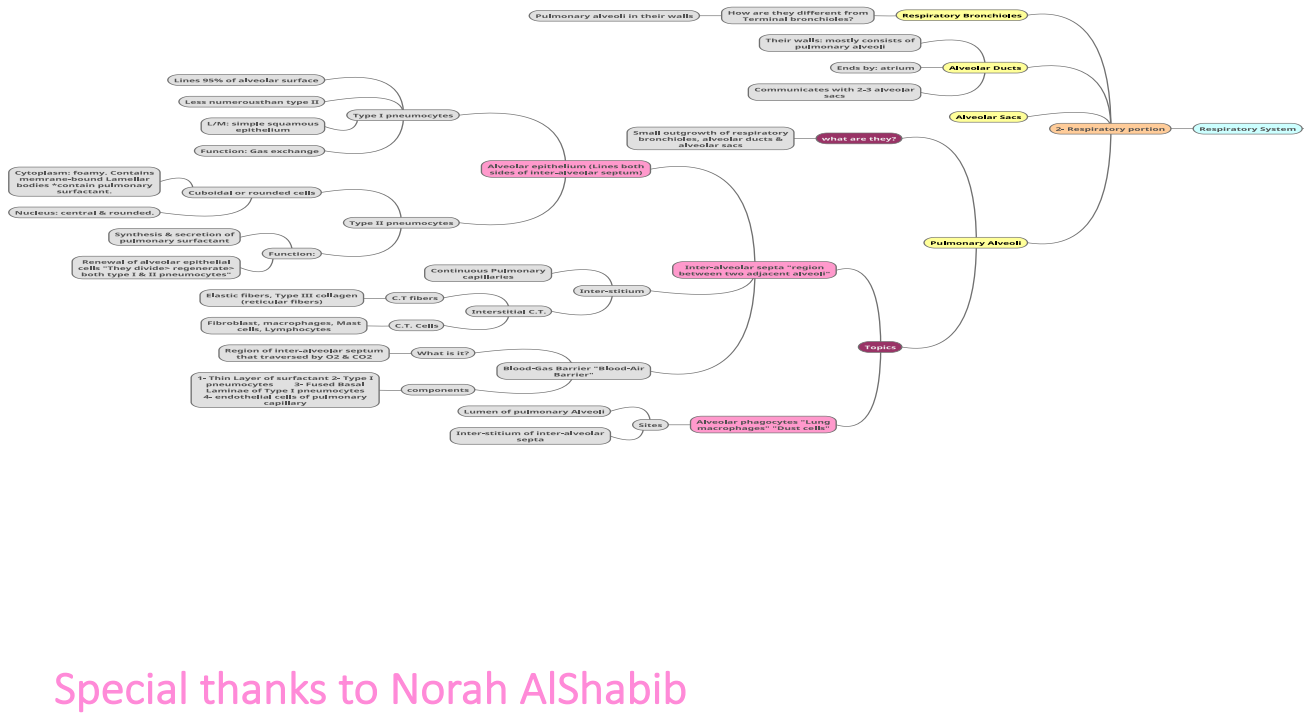 Respiratory System
2- Respiratory portion
Respiratory Bronchioles
How are they different from
Terminal bronchioles?
Pulmonary alveoli in their walls
Alveolar Ducts
Their walls: mostly consists of
pulmonary alveoli
Ends by: atrium
Communicates with 2-3 alveolar
sacs
Alveolar Sacs
Pulmonary Alveoli
what are they?
Small outgrowth of respiratory
bronchioles, alveolar ducts &
alveolar sacs
Topics
Inter-alveolar septa "region
between two adjacent alveoli"
Alveolar epithelium (Lines both
sides of inter-alveolar septum)
Type I pneumocytes
Lines 95% of alveolar surface
Less numerousthan type II
L/M: simple squamous
epithelium
Function: Gas exchange
Type II pneumocytes
Cuboidal or rounded cells
Cytoplasm: foamy. Contains
memrane-bound Lamellar
bodies *contain pulmonary
surfactant.
Nucleus: central & rounded.
Function:
Synthesis & secretion of
pulmonary surfactant
Renewal of alveolar epithelial
cells "They divide> regenerate>
both type I & II pneumocytes"
Inter-stitium
Continuous Pulmonary
capillaries
Interstitial C.T.
C.T fibers
Elastic fibers, Type III collagen
(reticular fibers)
C.T. Cells
Fibroblast, macrophages, Mast
cells, Lymphocytes
Blood-Gas Barrier "Blood-Air
Barrier"
What is it?
Region of inter-alveolar septum
that traversed by O2 & CO2
components
1- Thin Layer of surfactant 2- Type I
pneumocytes 3- Fused Basal
Laminae of Type I pneumocytes
4- endothelial cells of pulmonary
capillary
Alveolar phagocytes "Lung
macrophages" "Dust cells"
Sites
Lumen of pulmonary Alveoli
Inter-stitium of inter-alveolar
septa
Special thanks to Norah AlShabib